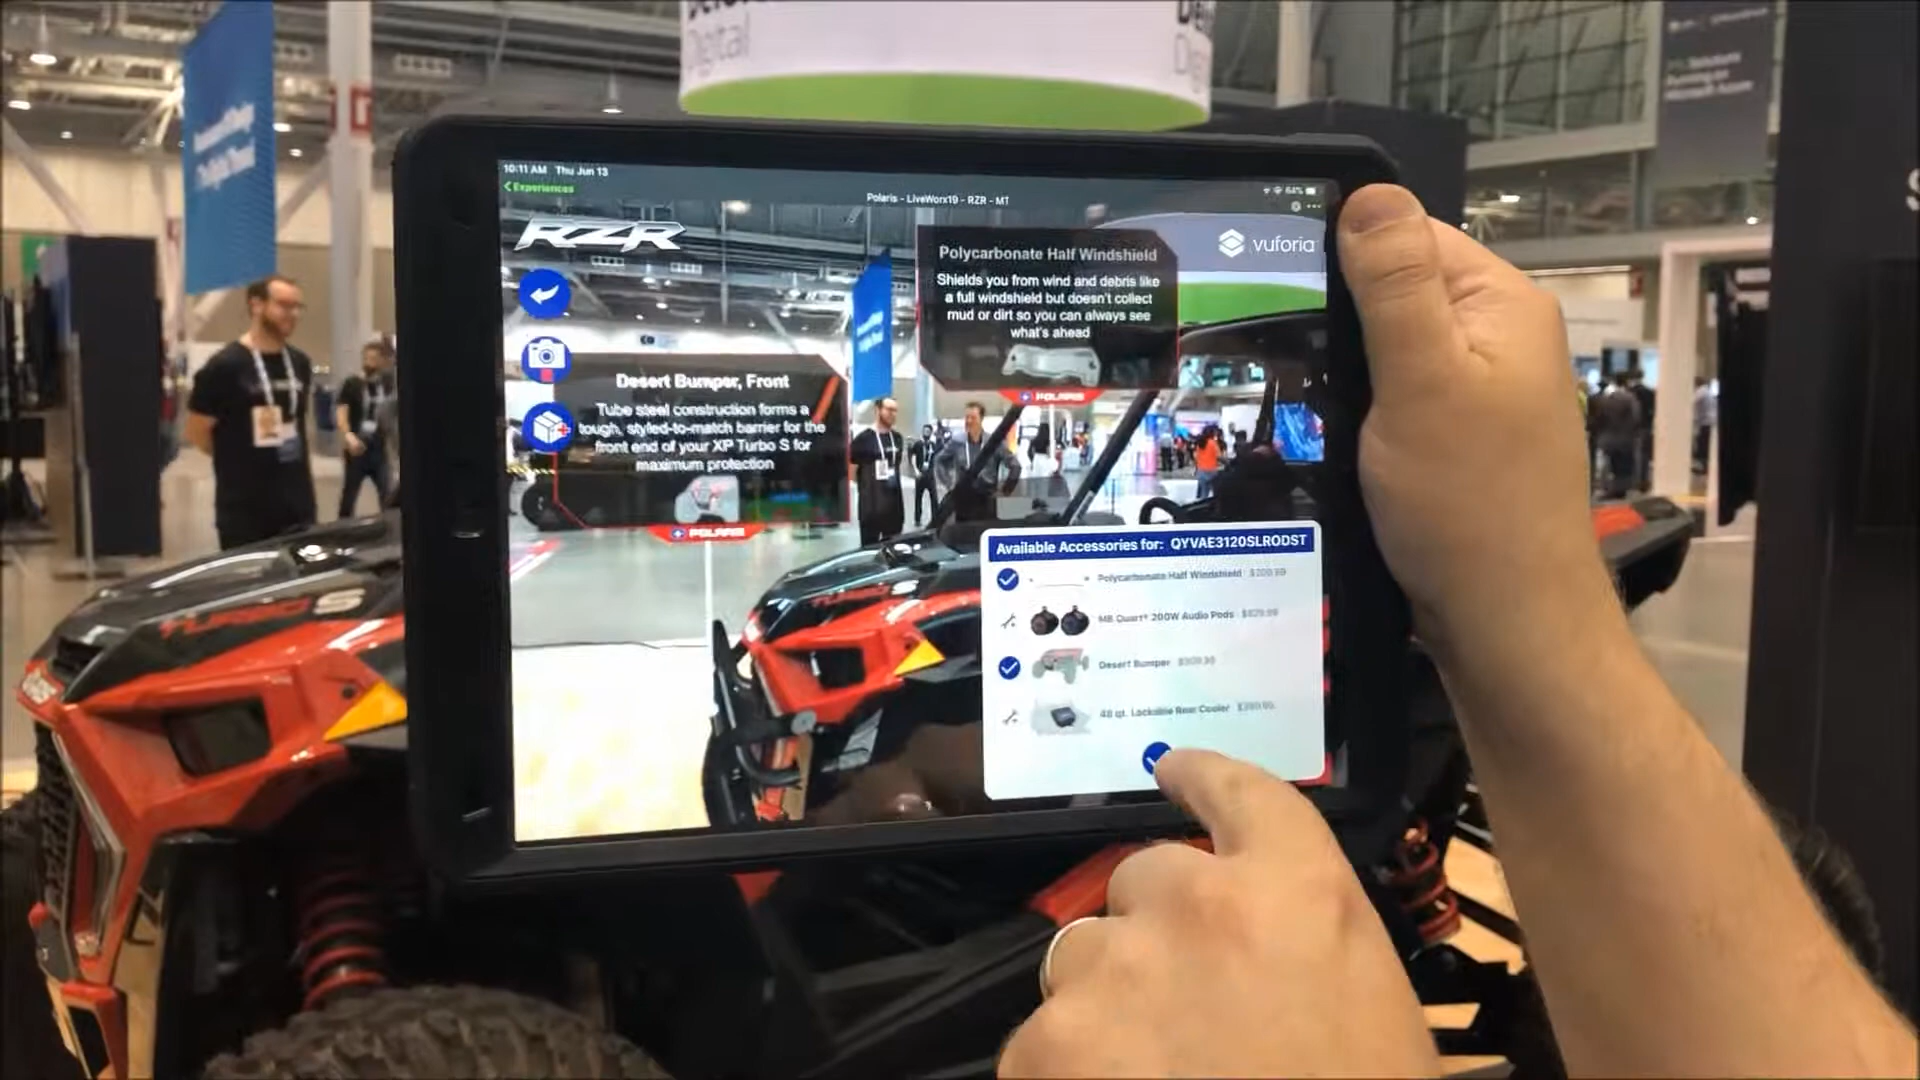 Digital
10:11 AM Thu Jun 13
Experiences
Polaris - LiveWorx19 - RZR - MT
64%
RZR
vuforia
Polycarbonate Half Windshield
Shields you from wind and debris like
a full windshield but doesn't collect
mud or dirt so you can always see
what's ahead
POLARIS
Desert Bumper, Front
Tube steel construction forms a
tough, styled-to-match barrier for the
front end of your XP Turbo S for
maximum protection
POLARIS
Available Accessories for: QYVAE3120SLRODST
Polycarbonate Half Windshield
MB Quart® 200W Audio Pods
Desert Bumper
48 qt. Lockable Rear Cooler
TURBO S
TURBO S